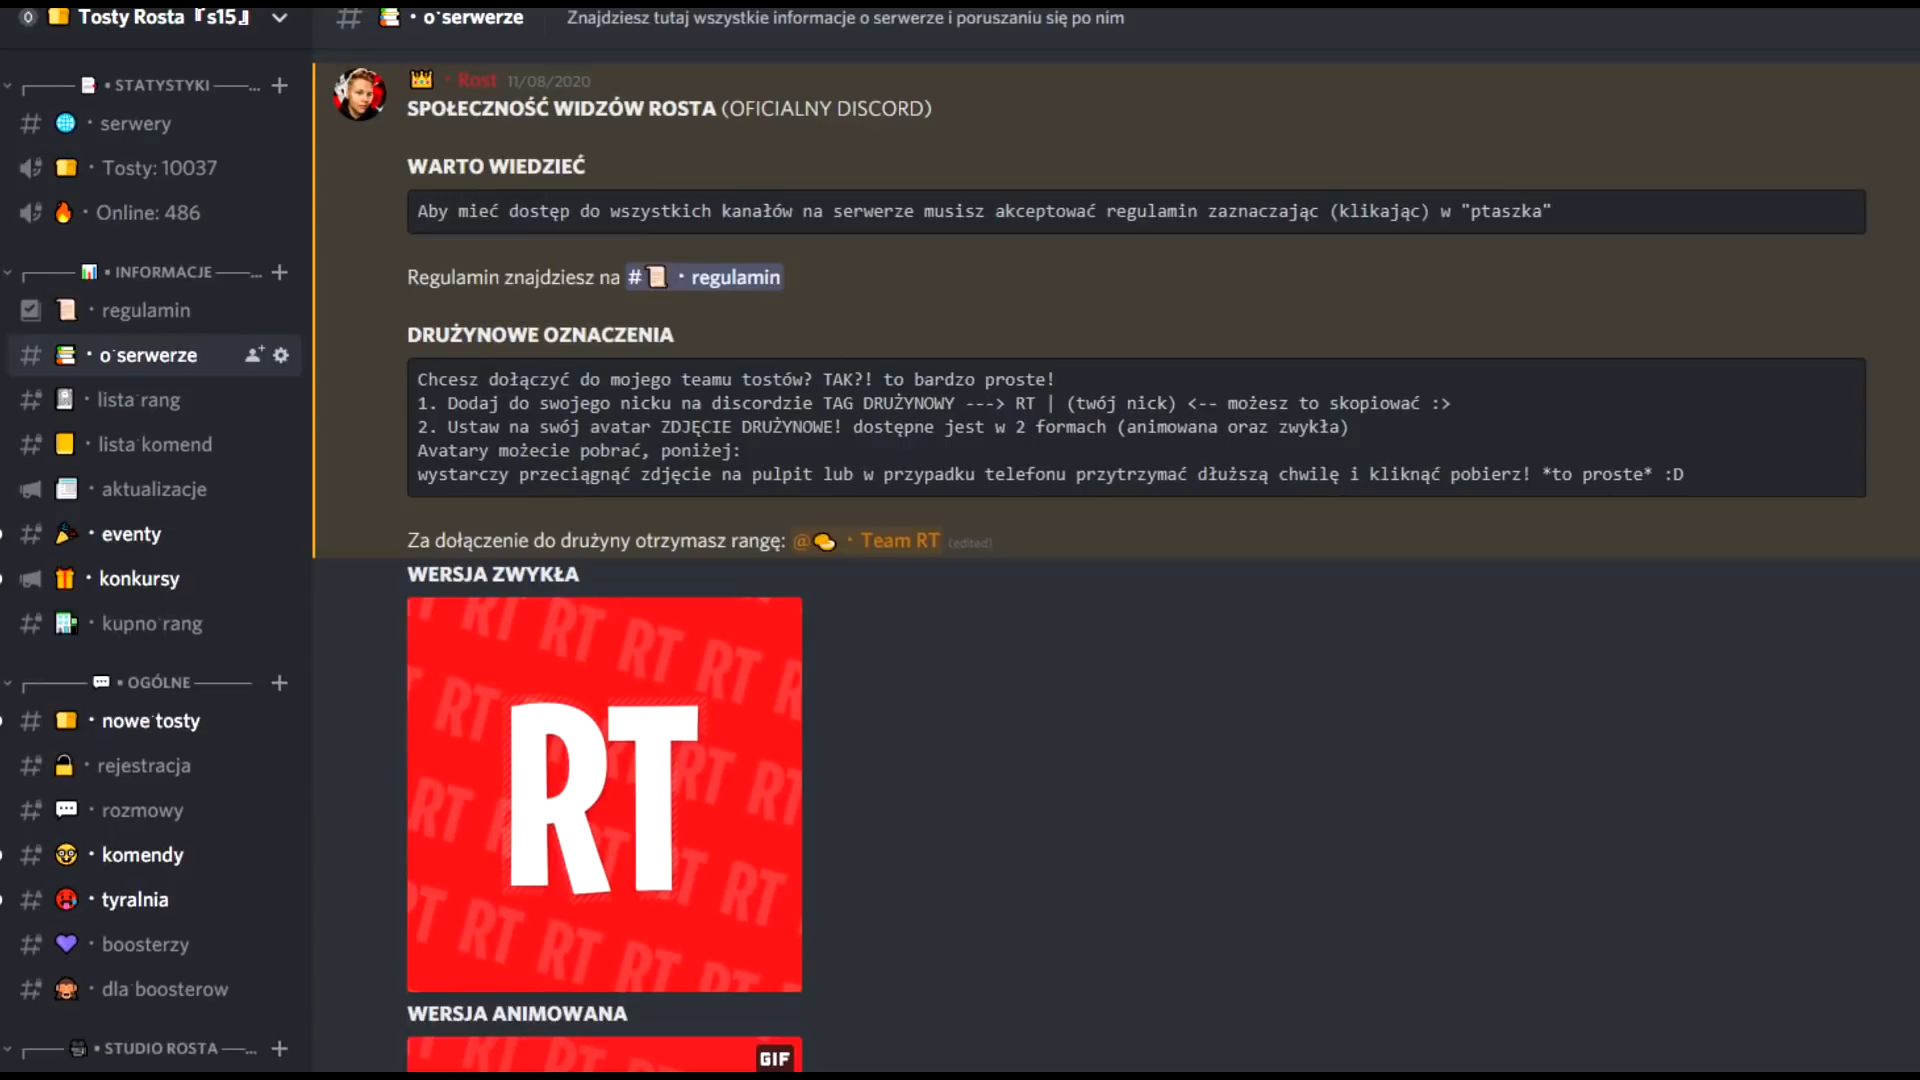 Tosty Rosta『s15』
STATYSTYKI
serwery
Tosty: 10037
Online: 486
INFORMACJE
regulamin
o˙serwerze
lista˙rang
lista˙komend
aktualizacje
eventy
konkursy
kupno˙rang
OGÓLNE
nowe˙tosty
rejestracja
rozmowy
komendy
tyralnia
boosterzy
dla˙boosterow
STUDIO ROSTA
o˙serwerze
Znajdziesz tutaj wszystkie informacje o serwerze i poruszaniu się po nim
Rost 11/08/2020
SPOŁECZNOŚĆ WIDZÓW ROSTA (OFICIALNY DISCORD)
WARTO WIEDZIEĆ
Aby mieć dostęp do wszystkich kanałów na serwerze musisz akceptować regulamin zaznaczając (klikając) w "ptaszka"
Regulamin znajdziesz na # · regulamin
DRUŻYNOWE OZNACZENIA
Chcesz dołączyć do mojego teamu tostów? TAK?! to bardzo proste!
1. Dodaj do swojego nicku na discordzie TAG DRUŻYNOWY ---> RT | (twój nick) <-- możesz to skopiować :>
2. Ustaw na swój avatar ZDJĘCIE DRUŻYNOWE! dostępne jest w 2 formach (animowana oraz zwykła)
Avatary możecie pobrać, poniżej:
wystarczy przeciągnąć zdjęcie na pulpit lub w przypadku telefonu przytrzymać dłuższą chwilę i kliknąć pobierz! *to proste* :D
Za dołączenie do drużyny otrzymasz rangę: @ · Team RT (edited)
WERSJA ZWYKŁA
RT
WERSJA ANIMOWANA
GIF